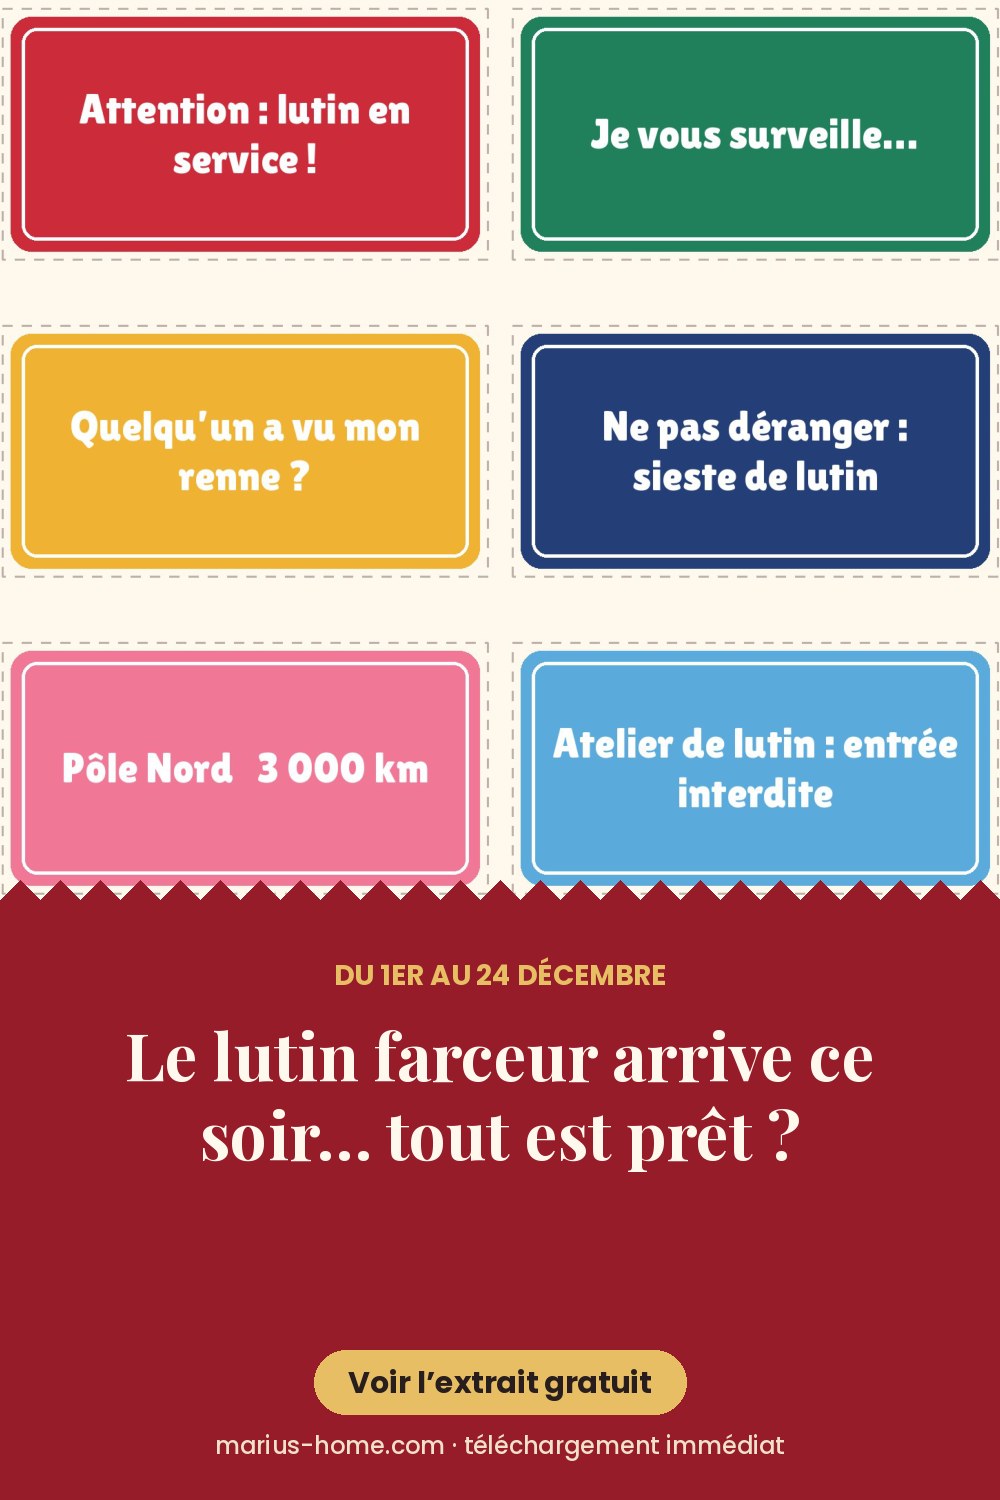 Attention : lutin en
service !
Je vous surveille...
Quelqu'un a vu mon
renne ?
Ne pas déranger :
sieste de lutin
Pôle Nord 3 000 km
Atelier de lutin : entrée
interdite
DU 1ER AU 24 DÉCEMBRE
Le lutin farceur arrive ce
soir... tout est prêt ?
Voir l'extrait gratuit
marius-home.com · téléchargement immédiat